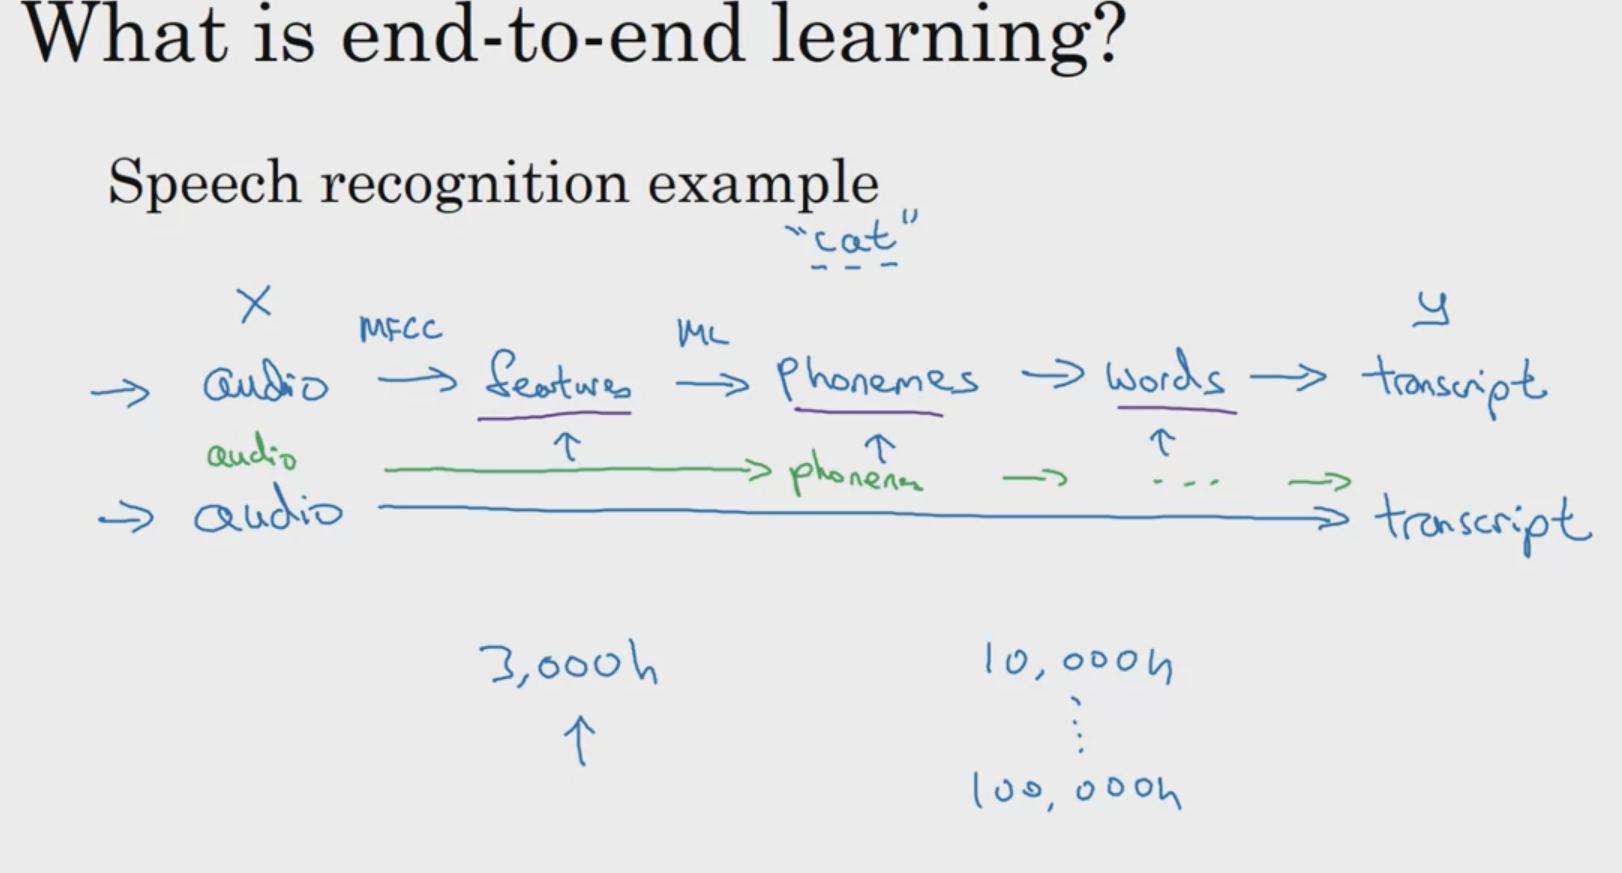 What is end-to-end learning?
Speech recognition example
"cat"
X y
MFCC ML
→ audio → features → phonemes → words → transcript
↑ ↑ ↑
audio → phonemes → ... →
→ audio → transcript
3,000h 10,000h
↑ ⋮
100,000h